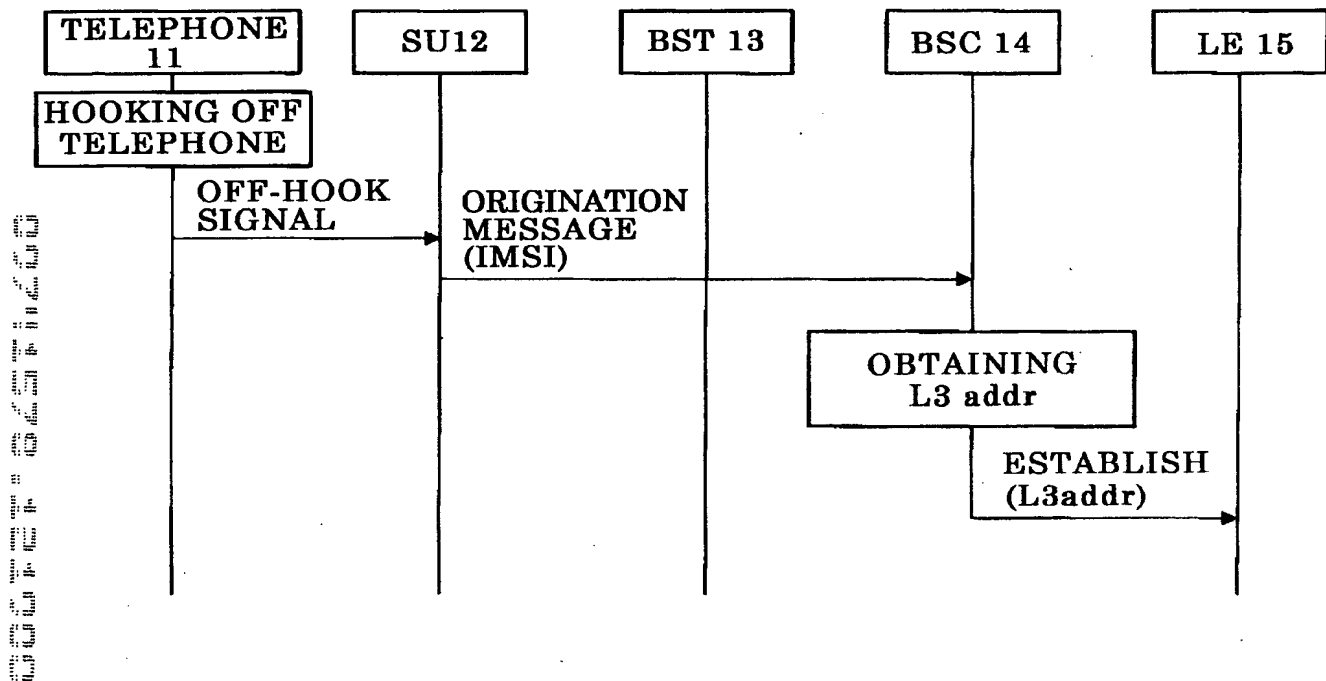 TELEPHONE
11
SU12
BST 13
BSC 14
LE 15
HOOKING OFF
TELEPHONE
OFF-HOOK
SIGNAL
ORIGINATION
MESSAGE
(IMSI)
OBTAINING
L3 addr
ESTABLISH
(L3addr)